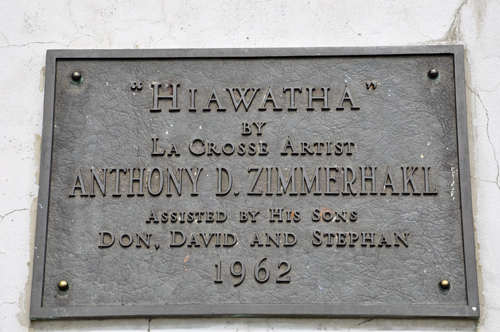 "HIAWATHA"
BY
LA CROSSE ARTIST
ANTHONY D. ZIMMERHAKL
ASSISTED BY HIS SONS
DON, DAVID AND STEPHAN
1962